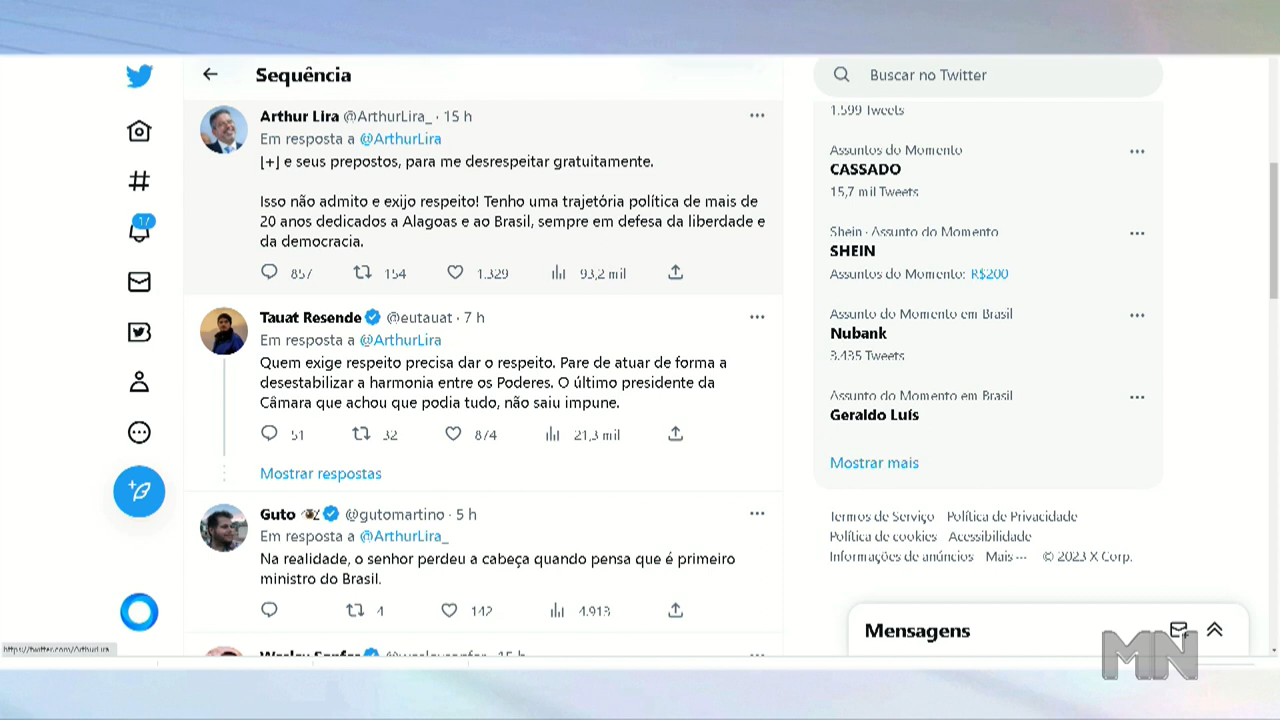 Sequência
Arthur Lira @ArthurLira_ · 15 h
Em resposta a @ArthurLira
[+] e seus prepostos, para me desrespeitar gratuitamente.
Isso não admito e exijo respeito! Tenho uma trajetória política de mais de
20 anos dedicados a Alagoas e ao Brasil, sempre em defesa da liberdade e
da democracia.
857 154 1.329 93,2 mil
Tauat Resende @eutauat · 7 h
Em resposta a @ArthurLira
Quem exige respeito precisa dar o respeito. Pare de atuar de forma a
desestabilizar a harmonia entre os Poderes. O último presidente da
Câmara que achou que podia tudo, não saiu impune.
51 32 874 21,3 mil
Mostrar respostas
Guto @gutomartino · 5 h
Em resposta a @ArthurLira_
Na realidade, o senhor perdeu a cabeça quando pensa que é primeiro
ministro do Brasil.
4 142 4.913
17
https://twitter.com/ArthurLira
Buscar no Twitter
1.599 Tweets
Assuntos do Momento
CASSADO
15,7 mil Tweets
Shein · Assunto do Momento
SHEIN
Assuntos do Momento: R$200
Assunto do Momento em Brasil
Nubank
3.435 Tweets
Assunto do Momento em Brasil
Geraldo Luís
Mostrar mais
Termos de Serviço Política de Privacidade
Política de cookies Acessibilidade
Informações de anúncios Mais ··· © 2023 X Corp.
Mensagens
MN